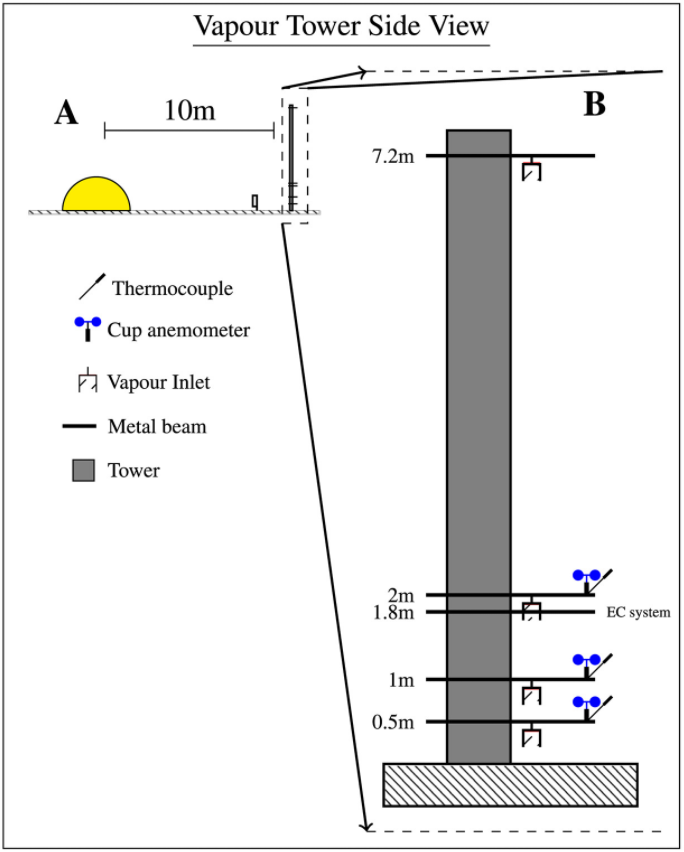 Vapour Tower Side View
A
10m
B
7.2m
Thermocouple
Cup anemometer
Vapour Inlet
Metal beam
Tower
2m
1.8m
EC system
1m
0.5m